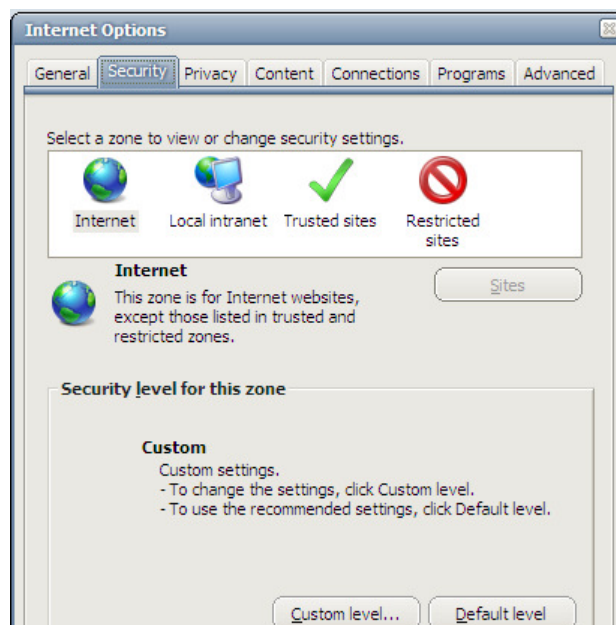 Internet Options
General Security Privacy Content Connections Programs Advanced
Select a zone to view or change security settings.
Internet Local intranet Trusted sites Restricted sites
Internet
This zone is for Internet websites,
except those listed in trusted and
restricted zones.
Sites
Security level for this zone
Custom
Custom settings.
- To change the settings, click Custom level.
- To use the recommended settings, click Default level.
Custom level... Default level